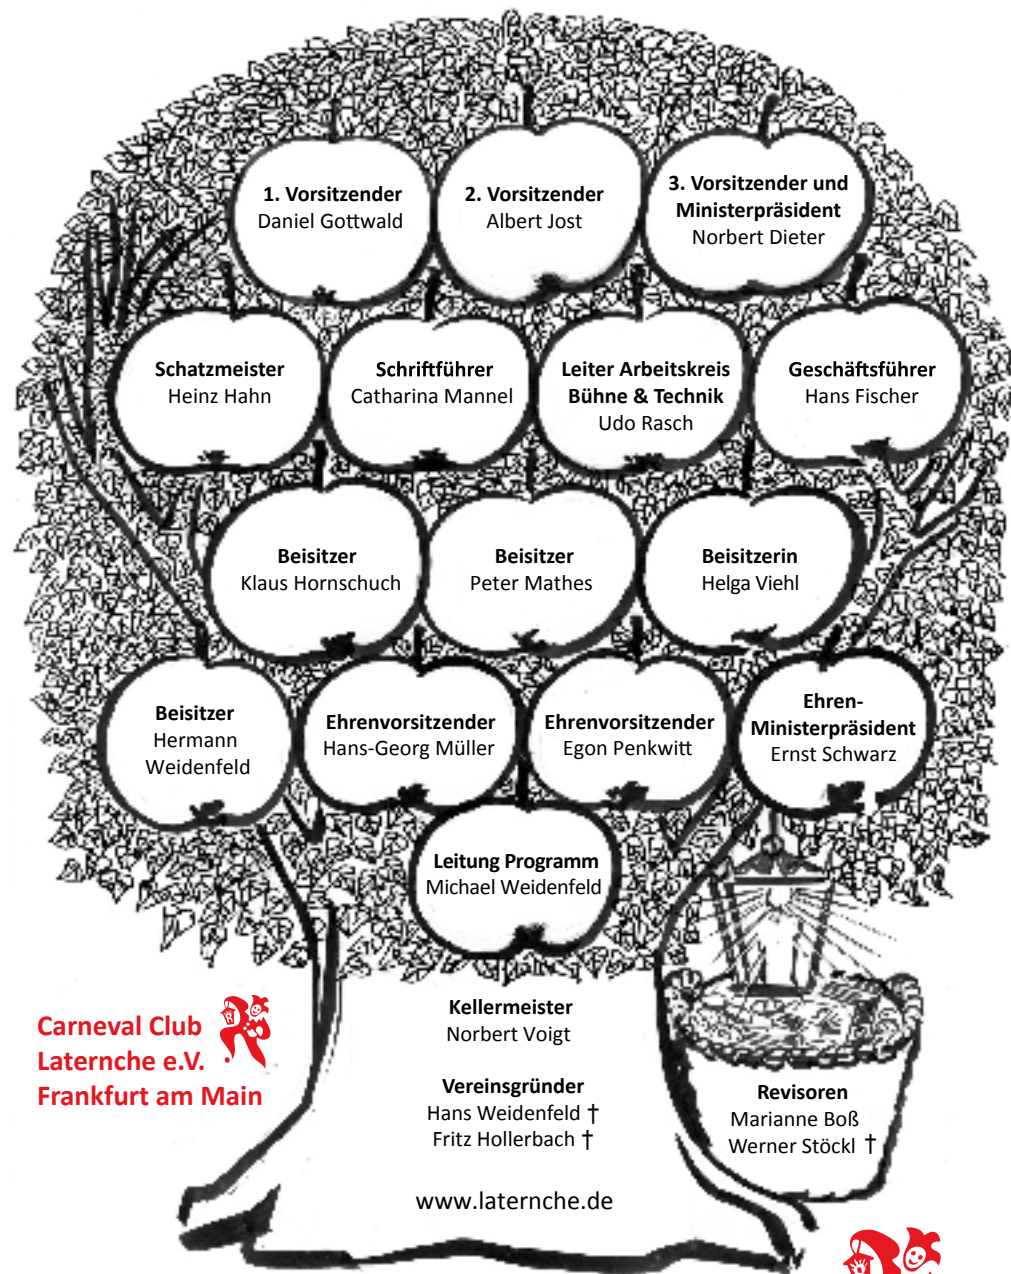 1. Vorsitzender
Daniel Gottwald
2. Vorsitzender
Albert Jost
3. Vorsitzender und
Ministerpräsident
Norbert Dieter
Schatzmeister
Heinz Hahn
Schriftführer
Catharina Mannel
Leiter Arbeitskreis
Bühne & Technik
Udo Rasch
Geschäftsführer
Hans Fischer
Beisitzer
Klaus Hornschuch
Beisitzer
Peter Mathes
Beisitzerin
Helga Viehl
Beisitzer
Hermann
Weidenfeld
Ehrenvorsitzender
Hans-Georg Müller
Ehrenvorsitzender
Egon Penkwitt
Ehren-
Ministerpräsident
Ernst Schwarz
Leitung Programm
Michael Weidenfeld
Carneval Club
Laternche e.V.
Frankfurt am Main
Kellermeister
Norbert Voigt
Vereinsgründer
Hans Weidenfeld †
Fritz Hollerbach †
www.laternche.de
Revisoren
Marianne Boß
Werner Stöckl †